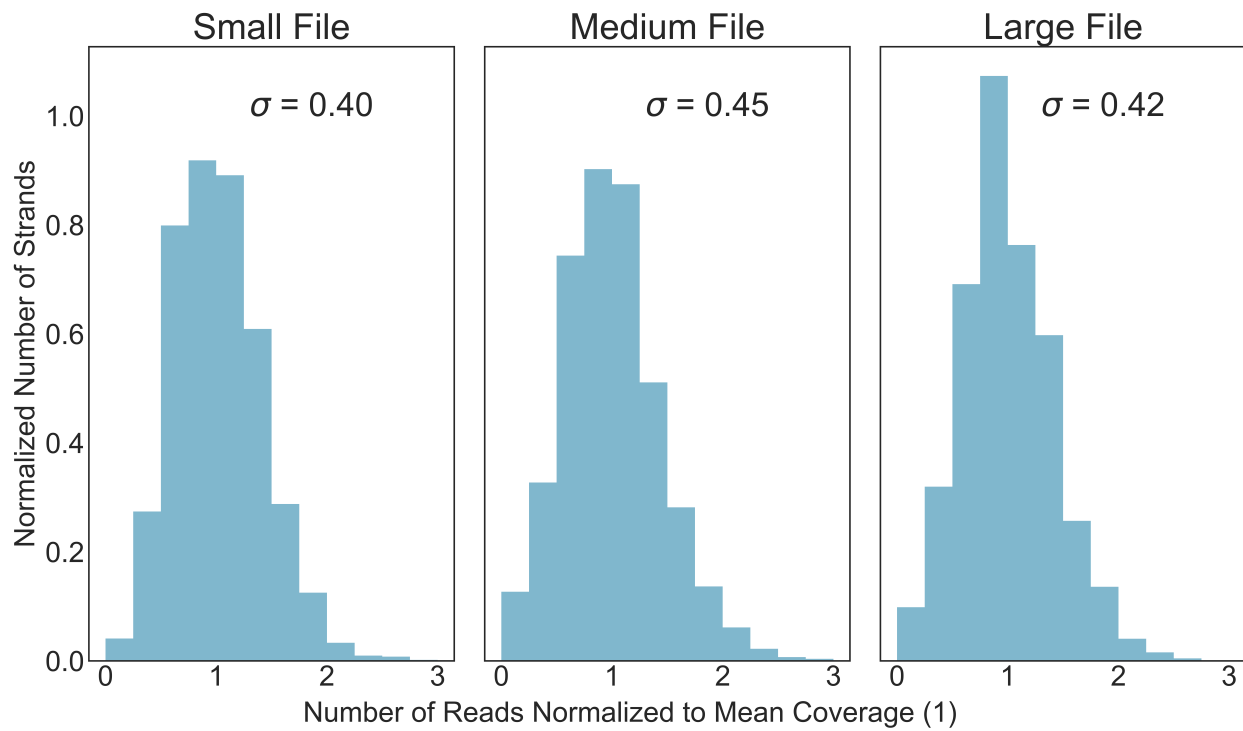 Small File
Medium File
Large File
σ = 0.40
σ = 0.45
σ = 0.42
Normalized Number of Strands
1.0
0.8
0.6
0.4
0.2
0.0
0 1 2 3
0 1 2 3
0 1 2 3
Number of Reads Normalized to Mean Coverage (1)